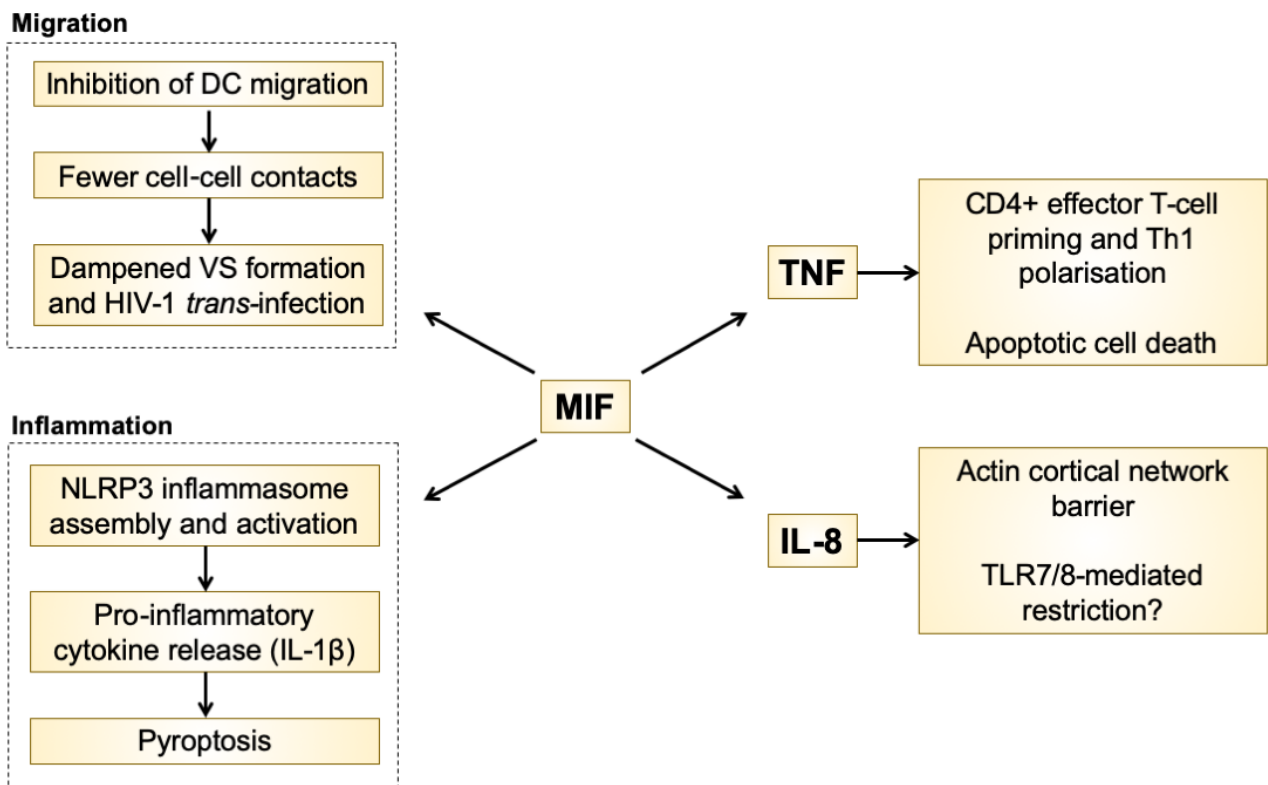 Migration
Inhibition of DC migration
Fewer cell-cell contacts
Dampened VS formation
and HIV-1 trans-infection
Inflammation
NLRP3 inflammasome
assembly and activation
Pro-inflammatory
cytokine release (IL-1β)
Pyroptosis
MIF
TNF
CD4+ effector T-cell
priming and Th1
polarisation
Apoptotic cell death
IL-8
Actin cortical network
barrier
TLR7/8-mediated
restriction?